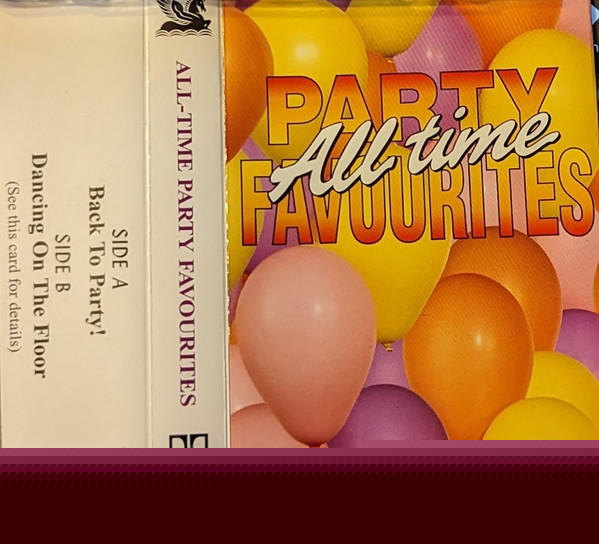 SIDE A
Back To Party!
SIDE B
Dancing On The Floor
(See this card for details)
ALL-TIME PARTY FAVOURITES
PARTY
All time
FAVOURITES